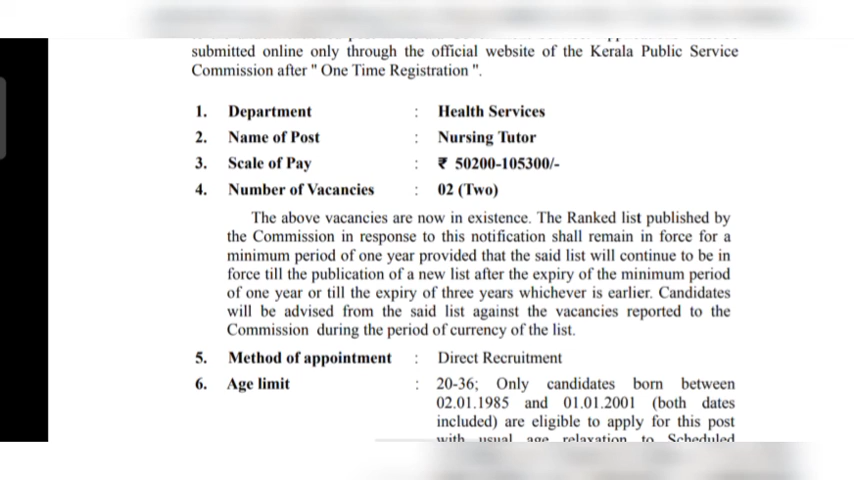 submitted online only through the official website of the Kerala Public Service
Commission after " One Time Registration ".
1. Department : Health Services
2. Name of Post : Nursing Tutor
3. Scale of Pay : ₹ 50200-105300/-
4. Number of Vacancies : 02 (Two)
The above vacancies are now in existence. The Ranked list published by
the Commission in response to this notification shall remain in force for a
minimum period of one year provided that the said list will continue to be in
force till the publication of a new list after the expiry of the minimum period
of one year or till the expiry of three years whichever is earlier. Candidates
will be advised from the said list against the vacancies reported to the
Commission during the period of currency of the list.
5. Method of appointment : Direct Recruitment
6. Age limit : 20-36; Only candidates born between
02.01.1985 and 01.01.2001 (both dates
included) are eligible to apply for this post
with usual age relaxation to Scheduled